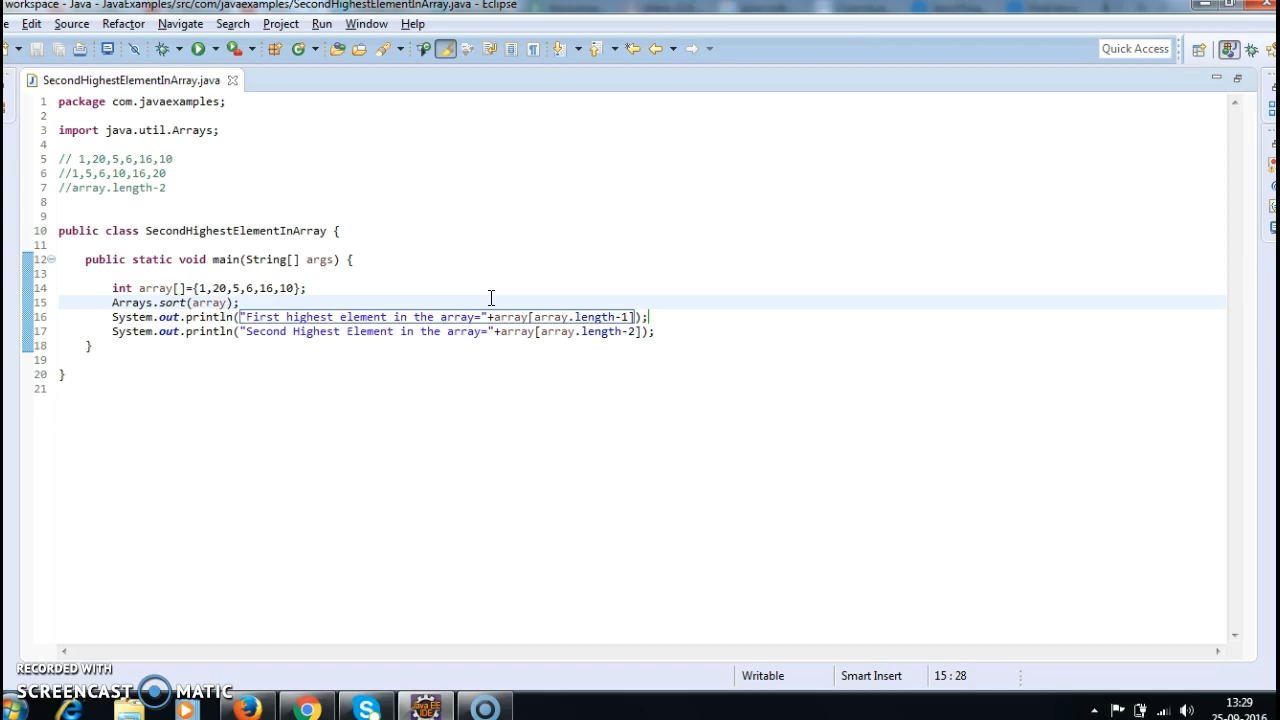 workspace - Java - JavaExamples/src/com/javaexamples/SecondHighestElementInArray.java - Eclipse
Edit Source Refactor Navigate Search Project Run Window Help
Quick Access
SecondHighestElementInArray.java
1 package com.javaexamples;
2
3 import java.util.Arrays;
4
5 // 1,20,5,6,16,10
6 //1,5,6,10,16,20
7 //array.length-2
8
9
10 public class SecondHighestElementInArray {
11
12 public static void main(String[] args) {
13
14 int array[]={1,20,5,6,16,10};
15 Arrays.sort(array);
16 System.out.println("First highest element in the array="+array[array.length-1]);
17 System.out.println("Second Highest Element in the array="+array[array.length-2]);
18 }
19
20 }
21
RECORDED WITH
SCREENCAST MATIC
Writable Smart Insert 15 : 28
Java EE IDE
13:29
25-09-2016